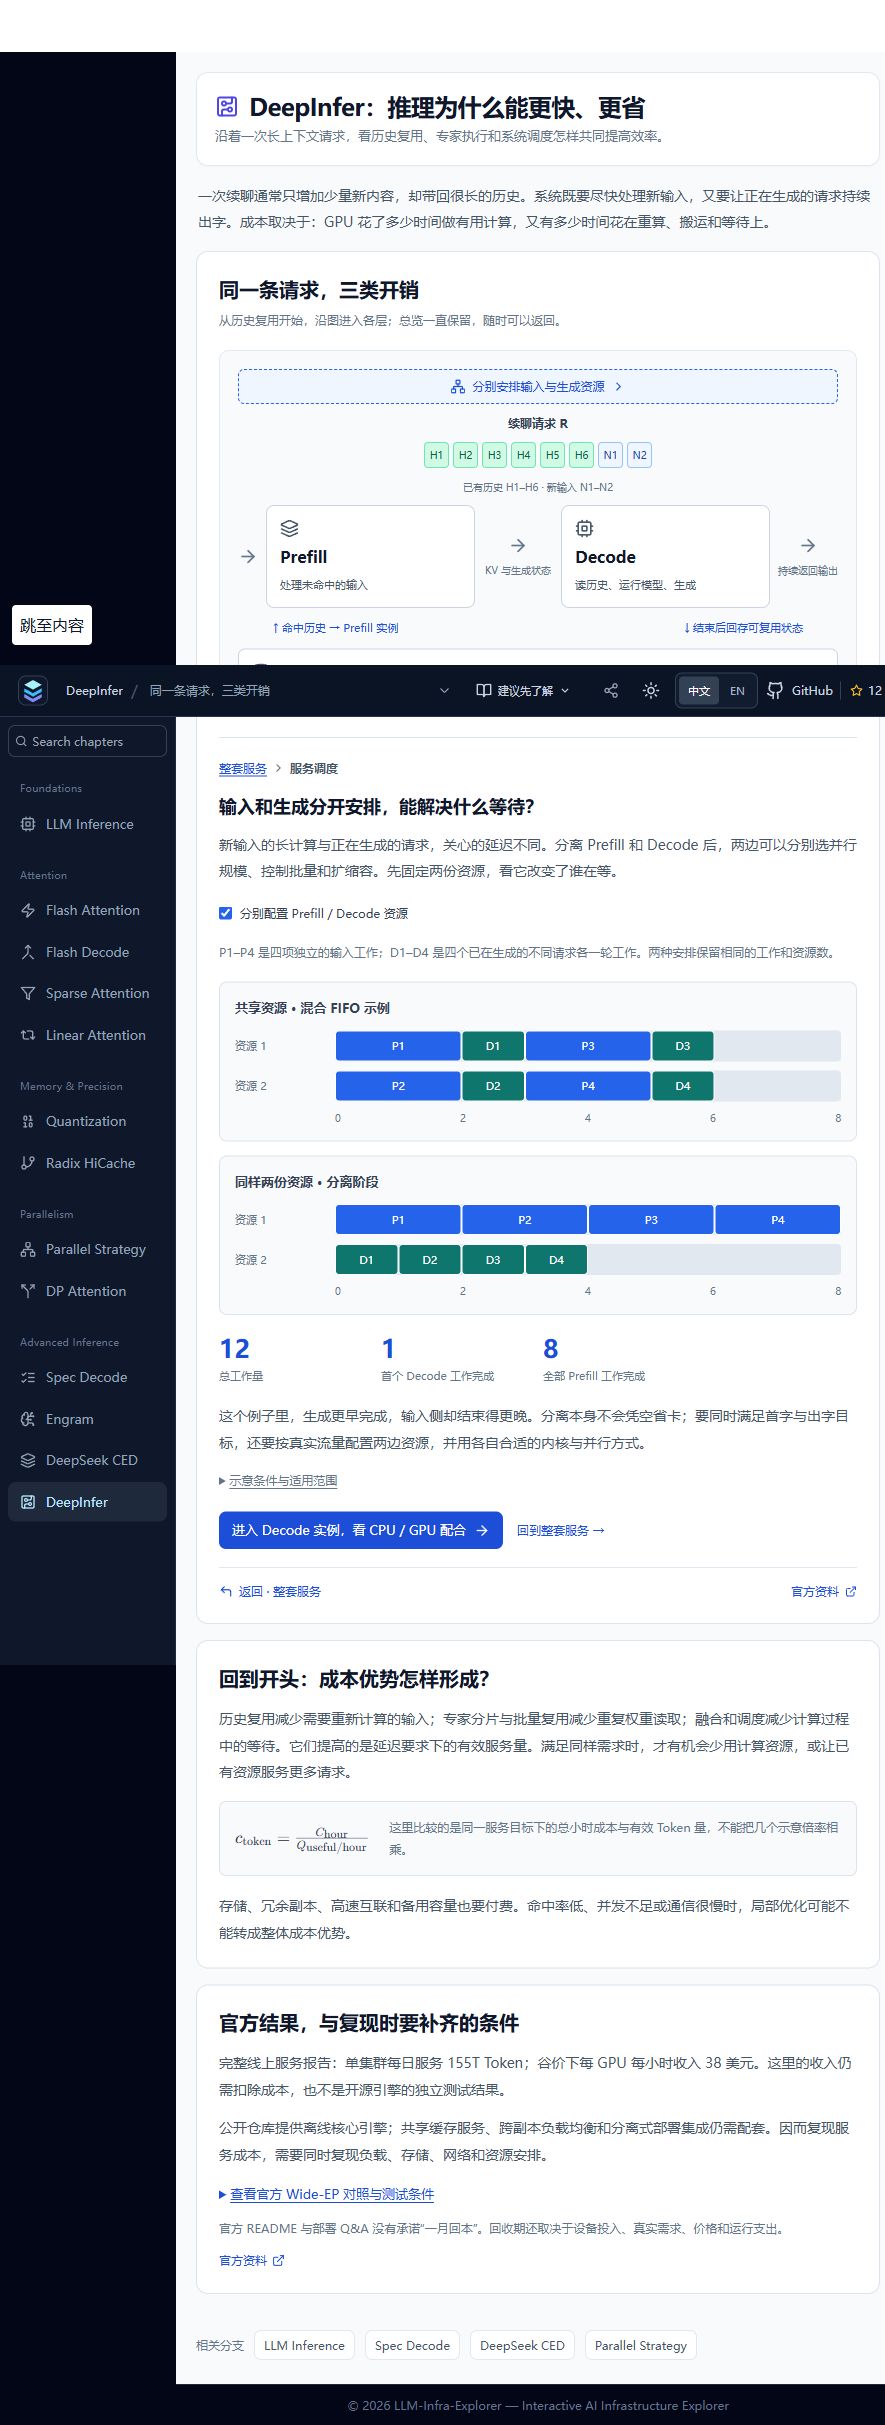 DeepInfer：推理为什么能更快、更省
沿着一次长上下文请求，看历史复用、专家执行和系统调度怎样共同提高效率。
一次续聊通常只增加少量新内容，却带回很长的历史。系统既要尽快处理新输入，又要让正在生成的请求持续
出字。成本取决于：GPU 花了多少时间做有用计算，又有多少时间花在重算、搬运和等待上。
同一条请求，三类开销
从历史复用开始，沿图进入各层；总览一直保留，随时可以返回。
分别安排输入与生成资源
续聊请求 R
H1 H2 H3 H4 H5 H6 N1 N2
已有历史 H1–H6 · 新输入 N1–N2
Prefill
处理未命中的输入
KV 与生成状态
Decode
读历史、运行模型、生成
持续返回输出
↑ 命中历史 → Prefill 实例
↓ 结束后回存可复用状态
跳至内容
DeepInfer / 同一条请求，三类开销
建议先了解
中文 EN
GitHub
12
Search chapters
Foundations
LLM Inference
Attention
Flash Attention
Flash Decode
Sparse Attention
Linear Attention
Memory & Precision
Quantization
Radix HiCache
Parallelism
Parallel Strategy
DP Attention
Advanced Inference
Spec Decode
Engram
DeepSeek CED
DeepInfer
整套服务 > 服务调度
输入和生成分开安排，能解决什么等待？
新输入的长计算与正在生成的请求，关心的延迟不同。分离 Prefill 和 Decode 后，两边可以分别选并行
规模、控制批量和扩缩容。先固定两份资源，看它改变了谁在等。
分别配置 Prefill / Decode 资源
P1–P4 是四项独立的输入工作；D1–D4 是四个已在生成的不同请求各一轮工作。两种安排保留相同的工作和资源数。
共享资源 • 混合 FIFO 示例
资源 1 P1 D1 P3 D3
资源 2 P2 D2 P4 D4
0 2 4 6 8
同样两份资源 • 分离阶段
资源 1 P1 P2 P3 P4
资源 2 D1 D2 D3 D4
0 2 4 6 8
12
总工作量
1
首个 Decode 工作完成
8
全部 Prefill 工作完成
这个例子里，生成更早完成，输入侧却结束得更晚。分离本身不会凭空省卡；要同时满足首字与出字目
标，还要按真实流量配置两边资源，并用各自合适的内核与并行方式。
示意条件与适用范围
进入 Decode 实例，看 CPU / GPU 配合 →
回到整套服务 →
返回 · 整套服务
官方资料
回到开头：成本优势怎样形成？
历史复用减少需要重新计算的输入；专家分片与批量复用减少重复权重读取；融合和调度减少计算过程
中的等待。它们提高的是延迟要求下的有效服务量。满足同样需求时，才有机会少用计算资源，或让已
有资源服务更多请求。
c_token = C_hour / Q_useful/hour
这里比较的是同一服务目标下的总小时成本与有效 Token 量，不能把几个示意倍率相
乘。
存储、冗余副本、高速互联和备用容量也要付费。命中率低、并发不足或通信很慢时，局部优化可能不
能转成整体成本优势。
官方结果，与复现时要补齐的条件
完整线上服务报告：单集群每日服务 155T Token；谷价下每 GPU 每小时收入 38 美元。这里的收入仍
需扣除成本，也不是开源引擎的独立测试结果。
公开仓库提供离线核心引擎；共享缓存服务、跨副本负载均衡和分离式部署集成仍需配套。因而复现服
务成本，需要同时复现负载、存储、网络和资源安排。
查看官方 Wide-EP 对照与测试条件
官方 README 与部署 Q&A 没有承诺“一月回本”。回收期还取决于设备投入、真实需求、价格和运行支出。
官方资料
相关分支 LLM Inference Spec Decode DeepSeek CED Parallel Strategy
© 2026 LLM-Infra-Explorer — Interactive AI Infrastructure Explorer